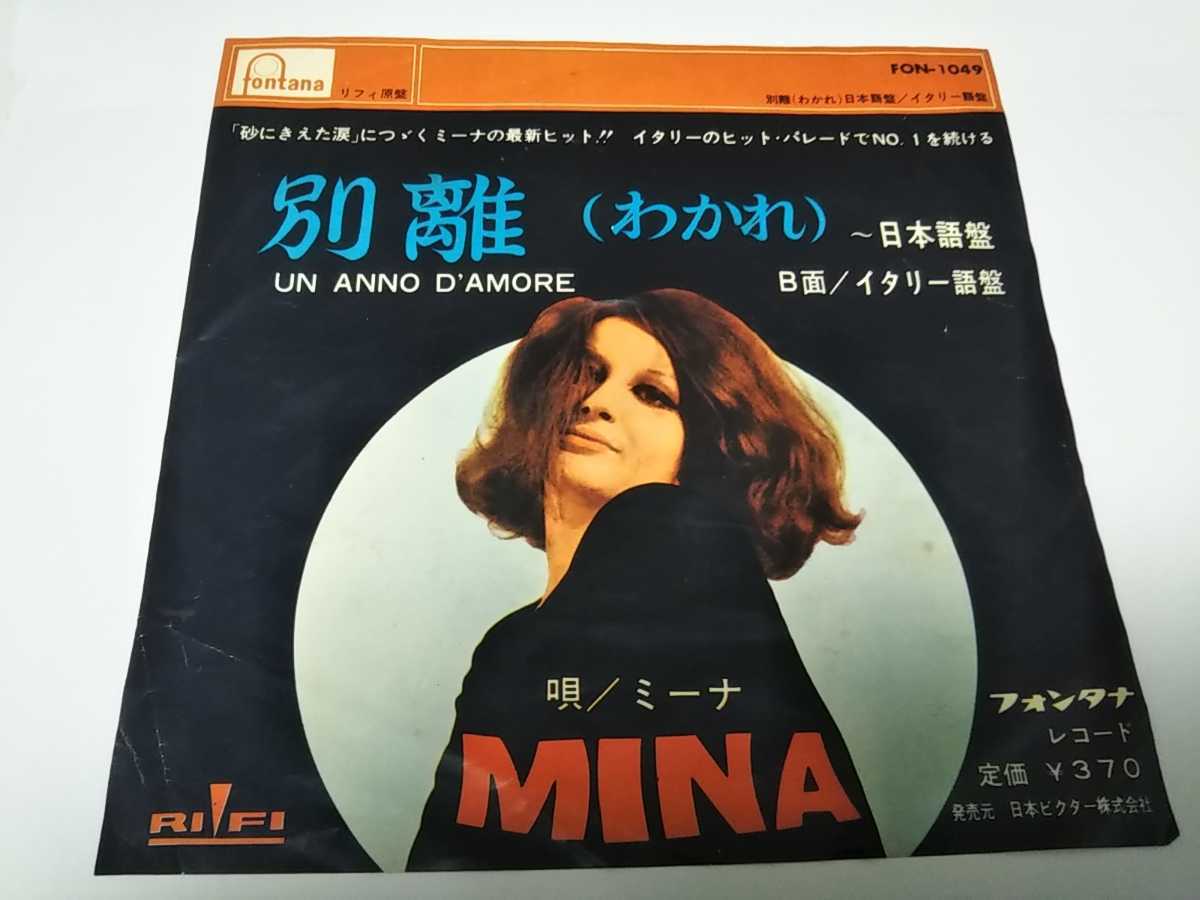 fontana
リフィ原盤
FON-1049
別離(わかれ)日本語盤/イタリー語盤
「砂にきえた涙」につゞくミーナの最新ヒット!! イタリーのヒット・パレードでNO.1を続ける
別離(わかれ)~日本語盤
UN ANNO D'AMORE
B面/イタリー語盤
唄/ミーナ
MINA
フォンタナ
レコード
定価 ¥370
発売元 日本ビクター株式会社
RI/FI